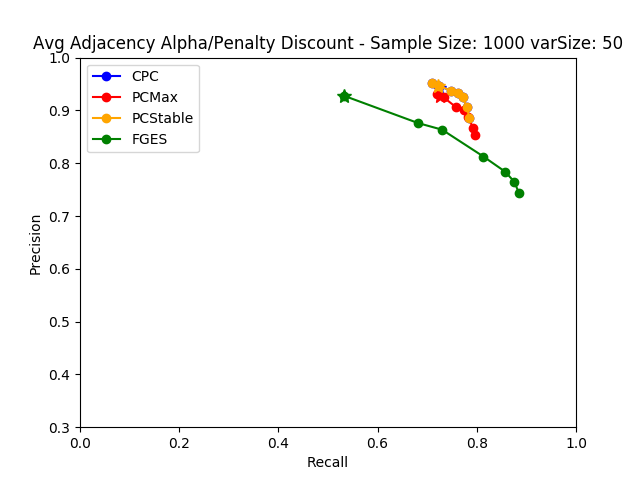 Avg Adjacency Alpha/Penalty Discount - Sample Size: 1000 varSize: 50
1.0
0.9
0.8
0.7
0.6
0.5
0.4
0.3
Precision
CPC
PCMax
PCStable
FGES
0.0 0.2 0.4 0.6 0.8 1.0
Recall